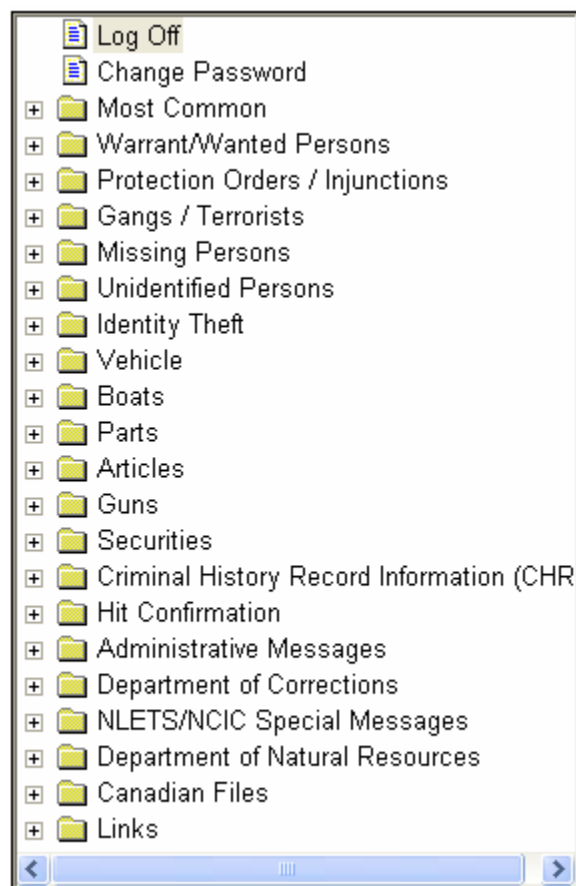 Log Off
Change Password
Most Common
Warrant/Wanted Persons
Protection Orders / Injunctions
Gangs / Terrorists
Missing Persons
Unidentified Persons
Identity Theft
Vehicle
Boats
Parts
Articles
Guns
Securities
Criminal History Record Information (CHR
Hit Confirmation
Administrative Messages
Department of Corrections
NLETS/NCIC Special Messages
Department of Natural Resources
Canadian Files
Links